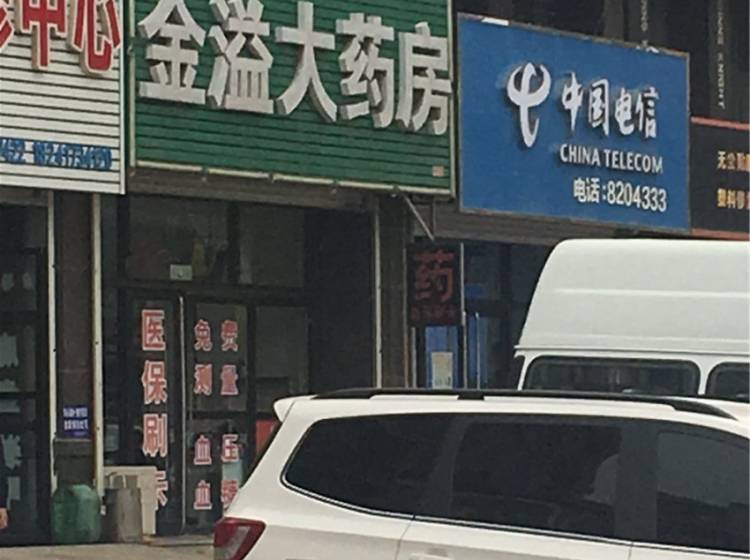 中心
金溢大药房
中国电信
CHINA TELECOM
电话:8204333
药
医保刷卡
免费
测量
血压
血糖